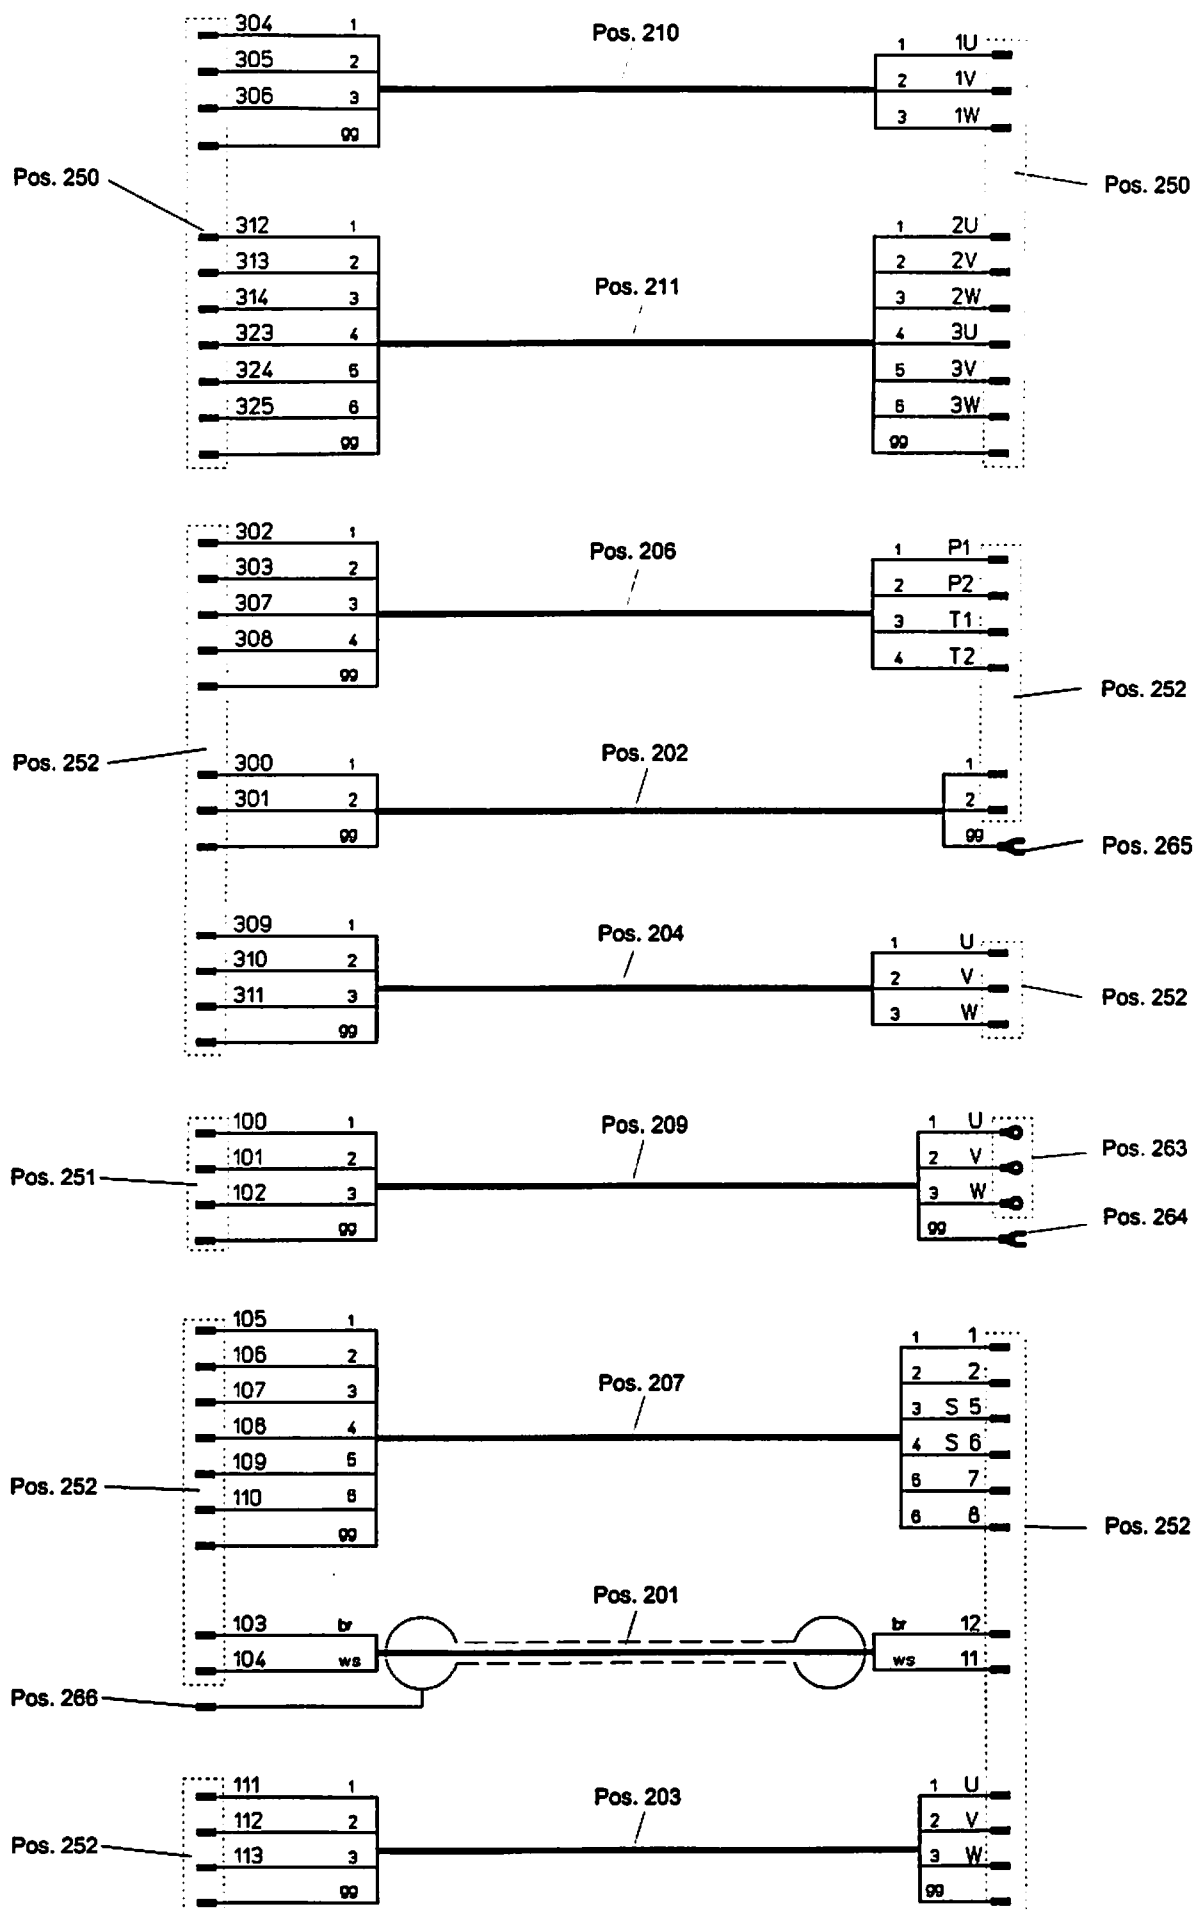 304 1
Pos. 210
1 1U
305 2
2 1V
306 3
3 1W
gg
Pos. 250
Pos. 250
312 1
1 2U
313 2
2 2V
Pos. 211
314 3
3 2W
323 4
4 3U
324 5
5 3V
325 6
6 3W
gg
gg
302 1
Pos. 206
1 P1
303 2
2 P2
307 3
3 T1
308 4
4 T2
gg
Pos. 252
Pos. 252
300 1
Pos. 202
1
301 2
2
gg
gg
Pos. 265
309 1
Pos. 204
1 U
310 2
2 V
311 3
3 W
Pos. 252
gg
100 1
Pos. 209
1 U
101 2
2 V
Pos. 263
Pos. 251
102 3
3 W
gg
gg
Pos. 264
105 1
1 1
106 2
2 2
Pos. 207
107 3
3 S 5
108 4
4 S 6
109 5
6 7
Pos. 252
110 6
6 8
Pos. 252
gg
Pos. 201
103 br
br 12
104 ws
ws 11
Pos. 266
111 1
Pos. 203
1 U
112 2
2 V
Pos. 252
113 3
3 W
gg
gg